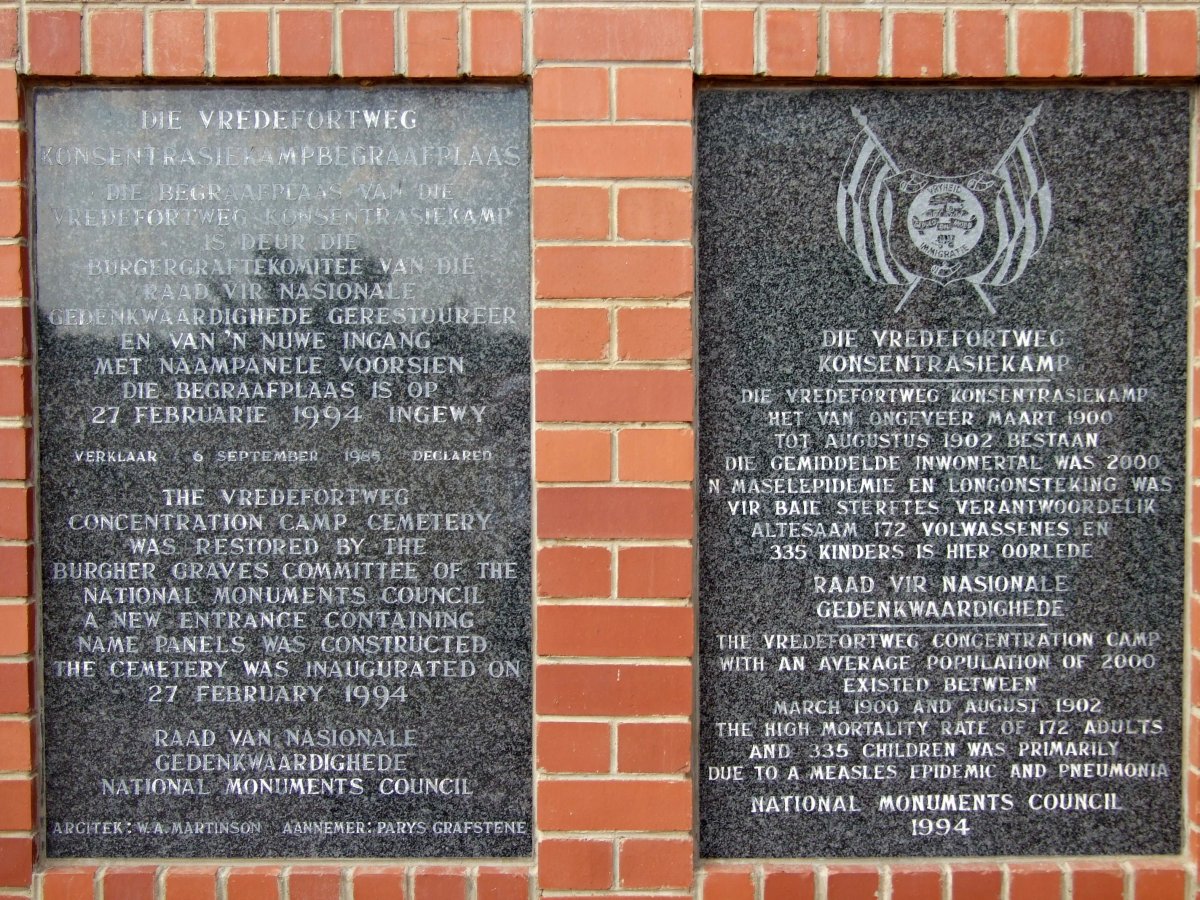 DIE VREDEFORTWEG
KONSENTRASIEKAMPBEGRAAFPLAAS
DIE BEGRAAFPLAAS VAN DIE
VREDEFORTWEG KONSENTRASIEKAMP
IS DEUR DIE
BURGERGRAFTEKOMITEE VAN DIE
RAAD VIR NASIONALE
GEDENKWAARDIGHEDE GERESTOUREER
EN VAN 'N NUWE INGANG
MET NAAMPANELE VOORSIEN
DIE BEGRAAFPLAAS IS OP
27 FEBRUARIE 1994 INGEWY
VERKLAAR 6 SEPTEMBER 1985 DECLARED
THE VREDEFORTWEG
CONCENTRATION CAMP CEMETERY
WAS RESTORED BY THE
BURGHER GRAVES COMMITTEE OF THE
NATIONAL MONUMENTS COUNCIL
A NEW ENTRANCE CONTAINING
NAME PANELS WAS CONSTRUCTED
THE CEMETERY WAS INAUGURATED ON
27 FEBRUARY 1994
RAAD VAN NASIONALE
GEDENKWAARDIGHEDE
NATIONAL MONUMENTS COUNCIL
ARGITEK: W.A. MARTINSON AANNEMER: PARYS GRAFSTENE
VRYHEID
IMMIGRATIE
DIE VREDEFORTWEG
KONSENTRASIEKAMP
DIE VREDEFORTWEG KONSENTRASIEKAMP
HET VAN ONGEVEER MAART 1900
TOT AUGUSTUS 1902 BESTAAN
DIE GEMIDDELDE INWONERTAL WAS 2000
'N MASELEPIDEMIE EN LONGONSTEKING WAS
VIR BAIE STERFTES VERANTWOORDELIK
ALTESAAM 172 VOLWASSENES EN
335 KINDERS IS HIER OORLEDE
RAAD VIR NASIONALE
GEDENKWAARDIGHEDE
THE VREDEFORTWEG CONCENTRATION CAMP
WITH AN AVERAGE POPULATION OF 2000
EXISTED BETWEEN
MARCH 1900 AND AUGUST 1902
THE HIGH MORTALITY RATE OF 172 ADULTS
AND 335 CHILDREN WAS PRIMARILY
DUE TO A MEASLES EPIDEMIC AND PNEUMONIA
NATIONAL MONUMENTS COUNCIL
1994